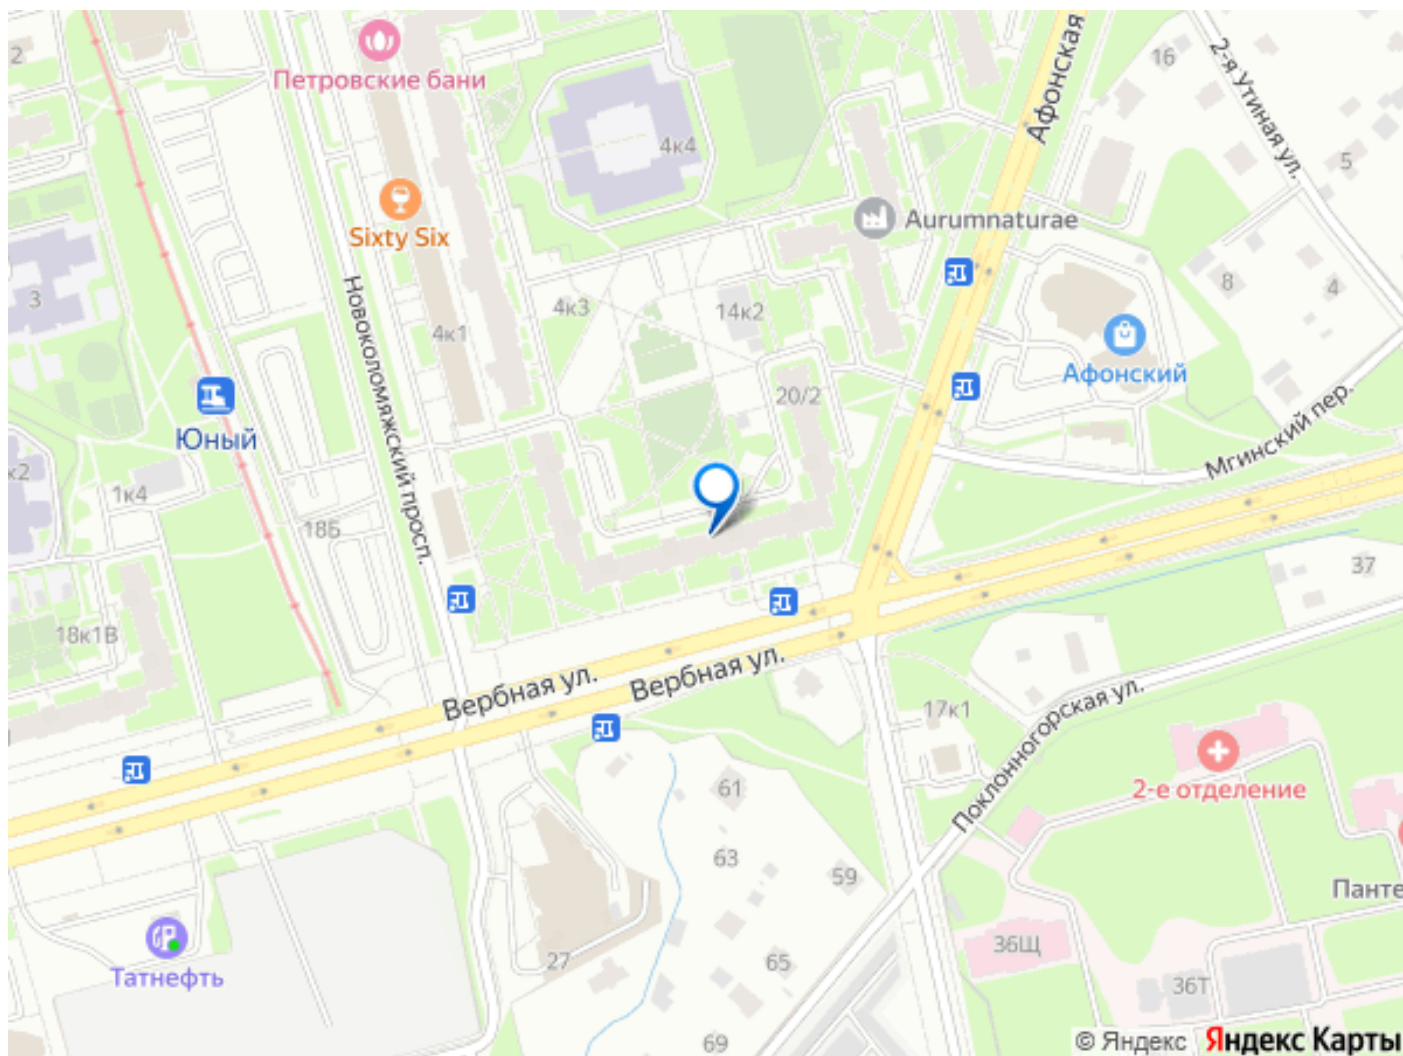 2
Петровские бани
Афонская
16
2-я Утиная ул.
5
4к4
Sixty Six
Aurumnaturae
3
Новоколомяжский просп.
4к1
4к3
14к2
8
4
Афонский
20/2
Юный
Мгинский пер.
к2
1к4
18Б
37
18к1В
Вербная ул.
Вербная ул.
17к1
Поклонногорская ул.
61
2-е отделение
63
59
Панте
Татнефть
27
65
36Щ
36Т
69
© Яндекс Яндекс Карты